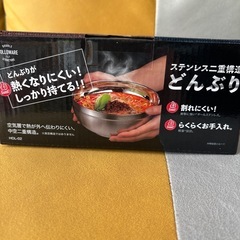 どんぶりが
熱くなりにくい!
しっかり持てる!!
空気層で熱が外へ伝わりにくい、
中空二重構造。
HDL-02
ステンレス二重構造
どんぶり
割れにくい!
らくらくお手入れ。